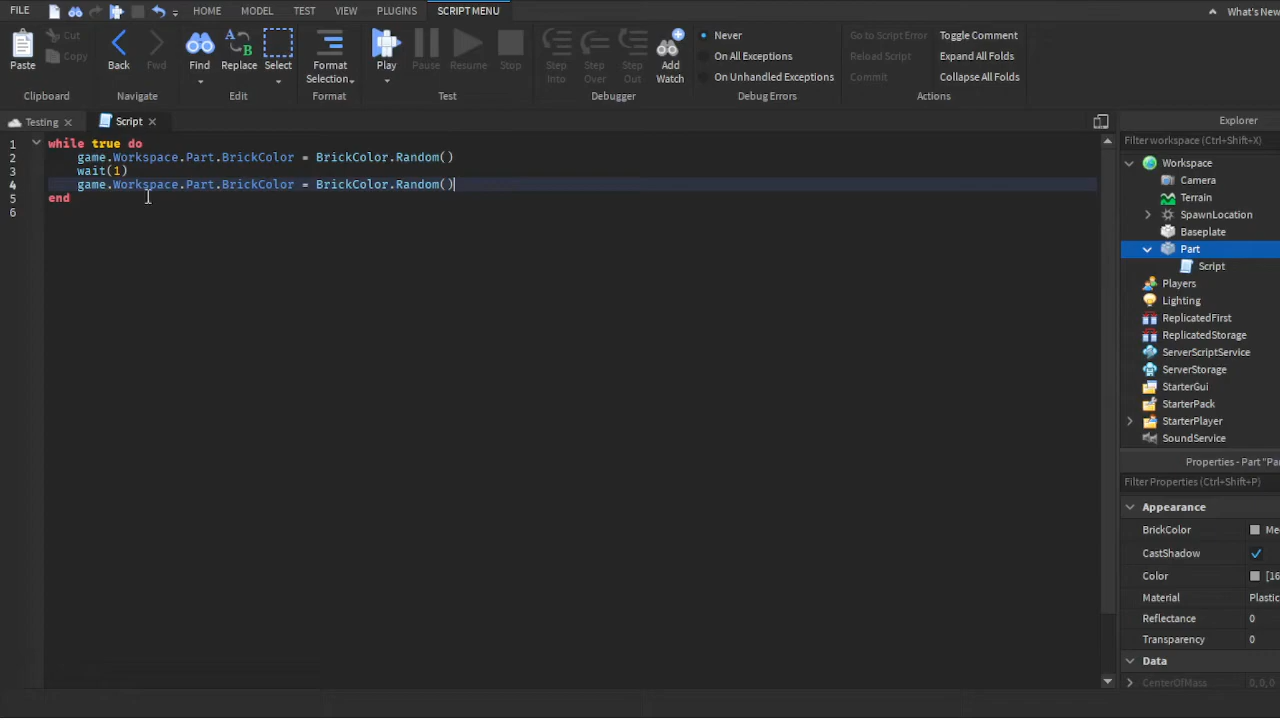 FILE HOME MODEL TEST VIEW PLUGINS SCRIPT MENU What's New
Paste Cut Copy Back Fwd Find Replace Select Format Selection Play Pause Resume Stop Step Into Step Over Step Out Add Watch
Never
On All Exceptions
On Unhandled Exceptions
Go to Script Error
Reload Script
Commit
Toggle Comment
Expand All Folds
Collapse All Folds
Clipboard Navigate Edit Format Test Debugger Debug Errors Actions
Testing Script
1 while true do
2 game.Workspace.Part.BrickColor = BrickColor.Random()
3 wait(1)
4 game.Workspace.Part.BrickColor = BrickColor.Random()
5 end
6
Explorer
Filter workspace (Ctrl+Shift+X)
Workspace
Camera
Terrain
SpawnLocation
Baseplate
Part
Script
Players
Lighting
ReplicatedFirst
ReplicatedStorage
ServerScriptService
ServerStorage
StarterGui
StarterPack
StarterPlayer
SoundService
Properties - Part "Pa
Filter Properties (Ctrl+Shift+P)
Appearance
BrickColor Me
CastShadow
Color [16
Material Plastic
Reflectance 0
Transparency 0
Data
CenterOfMass 0,0,0